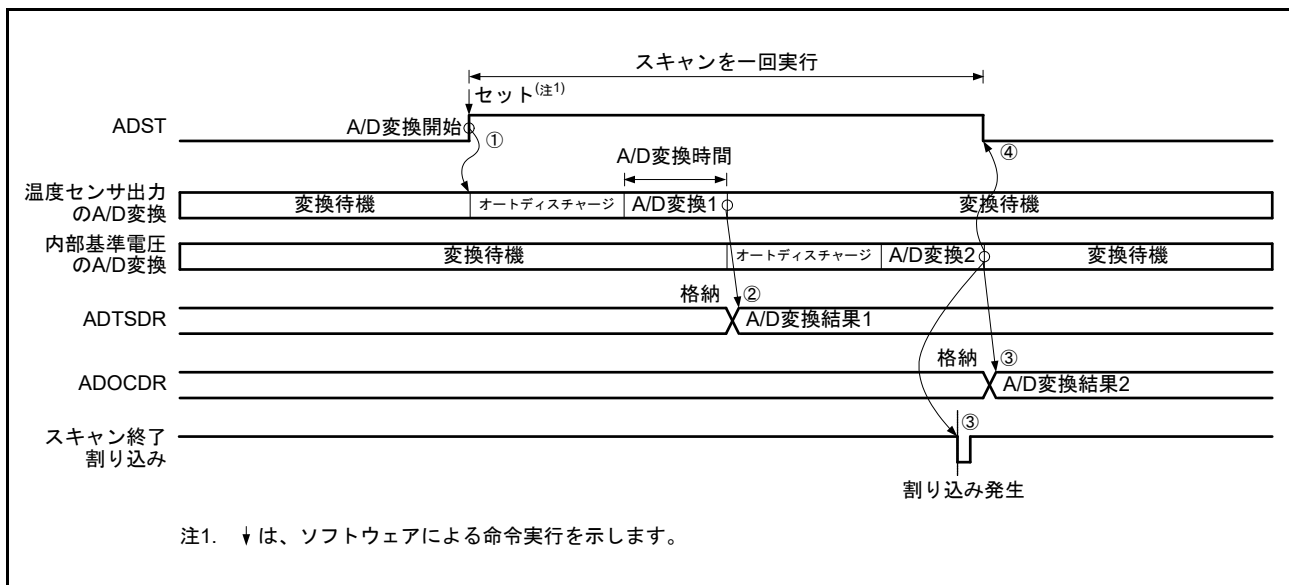 スキャンを一回実行
セット(注1)
ADST
A/D変換開始
①
④
A/D変換時間
温度センサ出力
のA/D変換
変換待機
オートディスチャージ
A/D変換1
変換待機
内部基準電圧
のA/D変換
変換待機
オートディスチャージ
A/D変換2
変換待機
格納
②
ADTSDR
A/D変換結果1
格納
③
ADOCDR
A/D変換結果2
スキャン終了
割り込み
③
割り込み発生
注1. ↓は、ソフトウェアによる命令実行を示します。